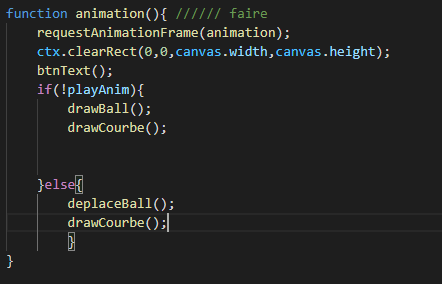 function animation(){ ////// faire
requestAnimationFrame(animation);
ctx.clearRect(0,0,canvas.width,canvas.height);
btnText();
if(!playAnim){
drawBall();
drawCourbe();
}else{
deplaceBall();
drawCourbe();
}
}